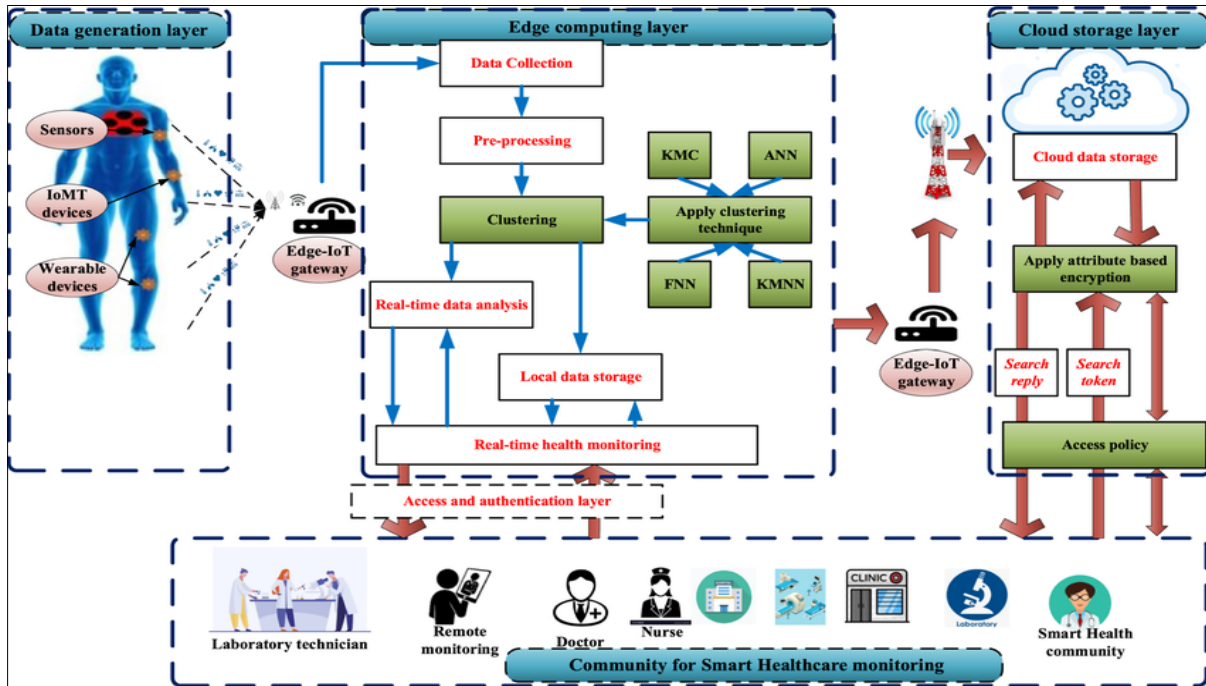 Data generation layer
Sensors
IoMT
devices
Wearable
devices
Edge-IoT
gateway
Edge computing layer
Data Collection
Pre-processing
Clustering
KMC
ANN
Apply clustering
technique
FNN
KMNN
Real-time data analysis
Local data storage
Real-time health monitoring
Access and authentication layer
Edge-IoT
gateway
Cloud storage layer
Cloud data storage
Apply attribute based
encryption
Search
reply
Search
token
Access policy
Laboratory technician
Remote
monitoring
Doctor
Nurse
CLINIC
Laboratory
Smart Health
community
Community for Smart Healthcare monitoring